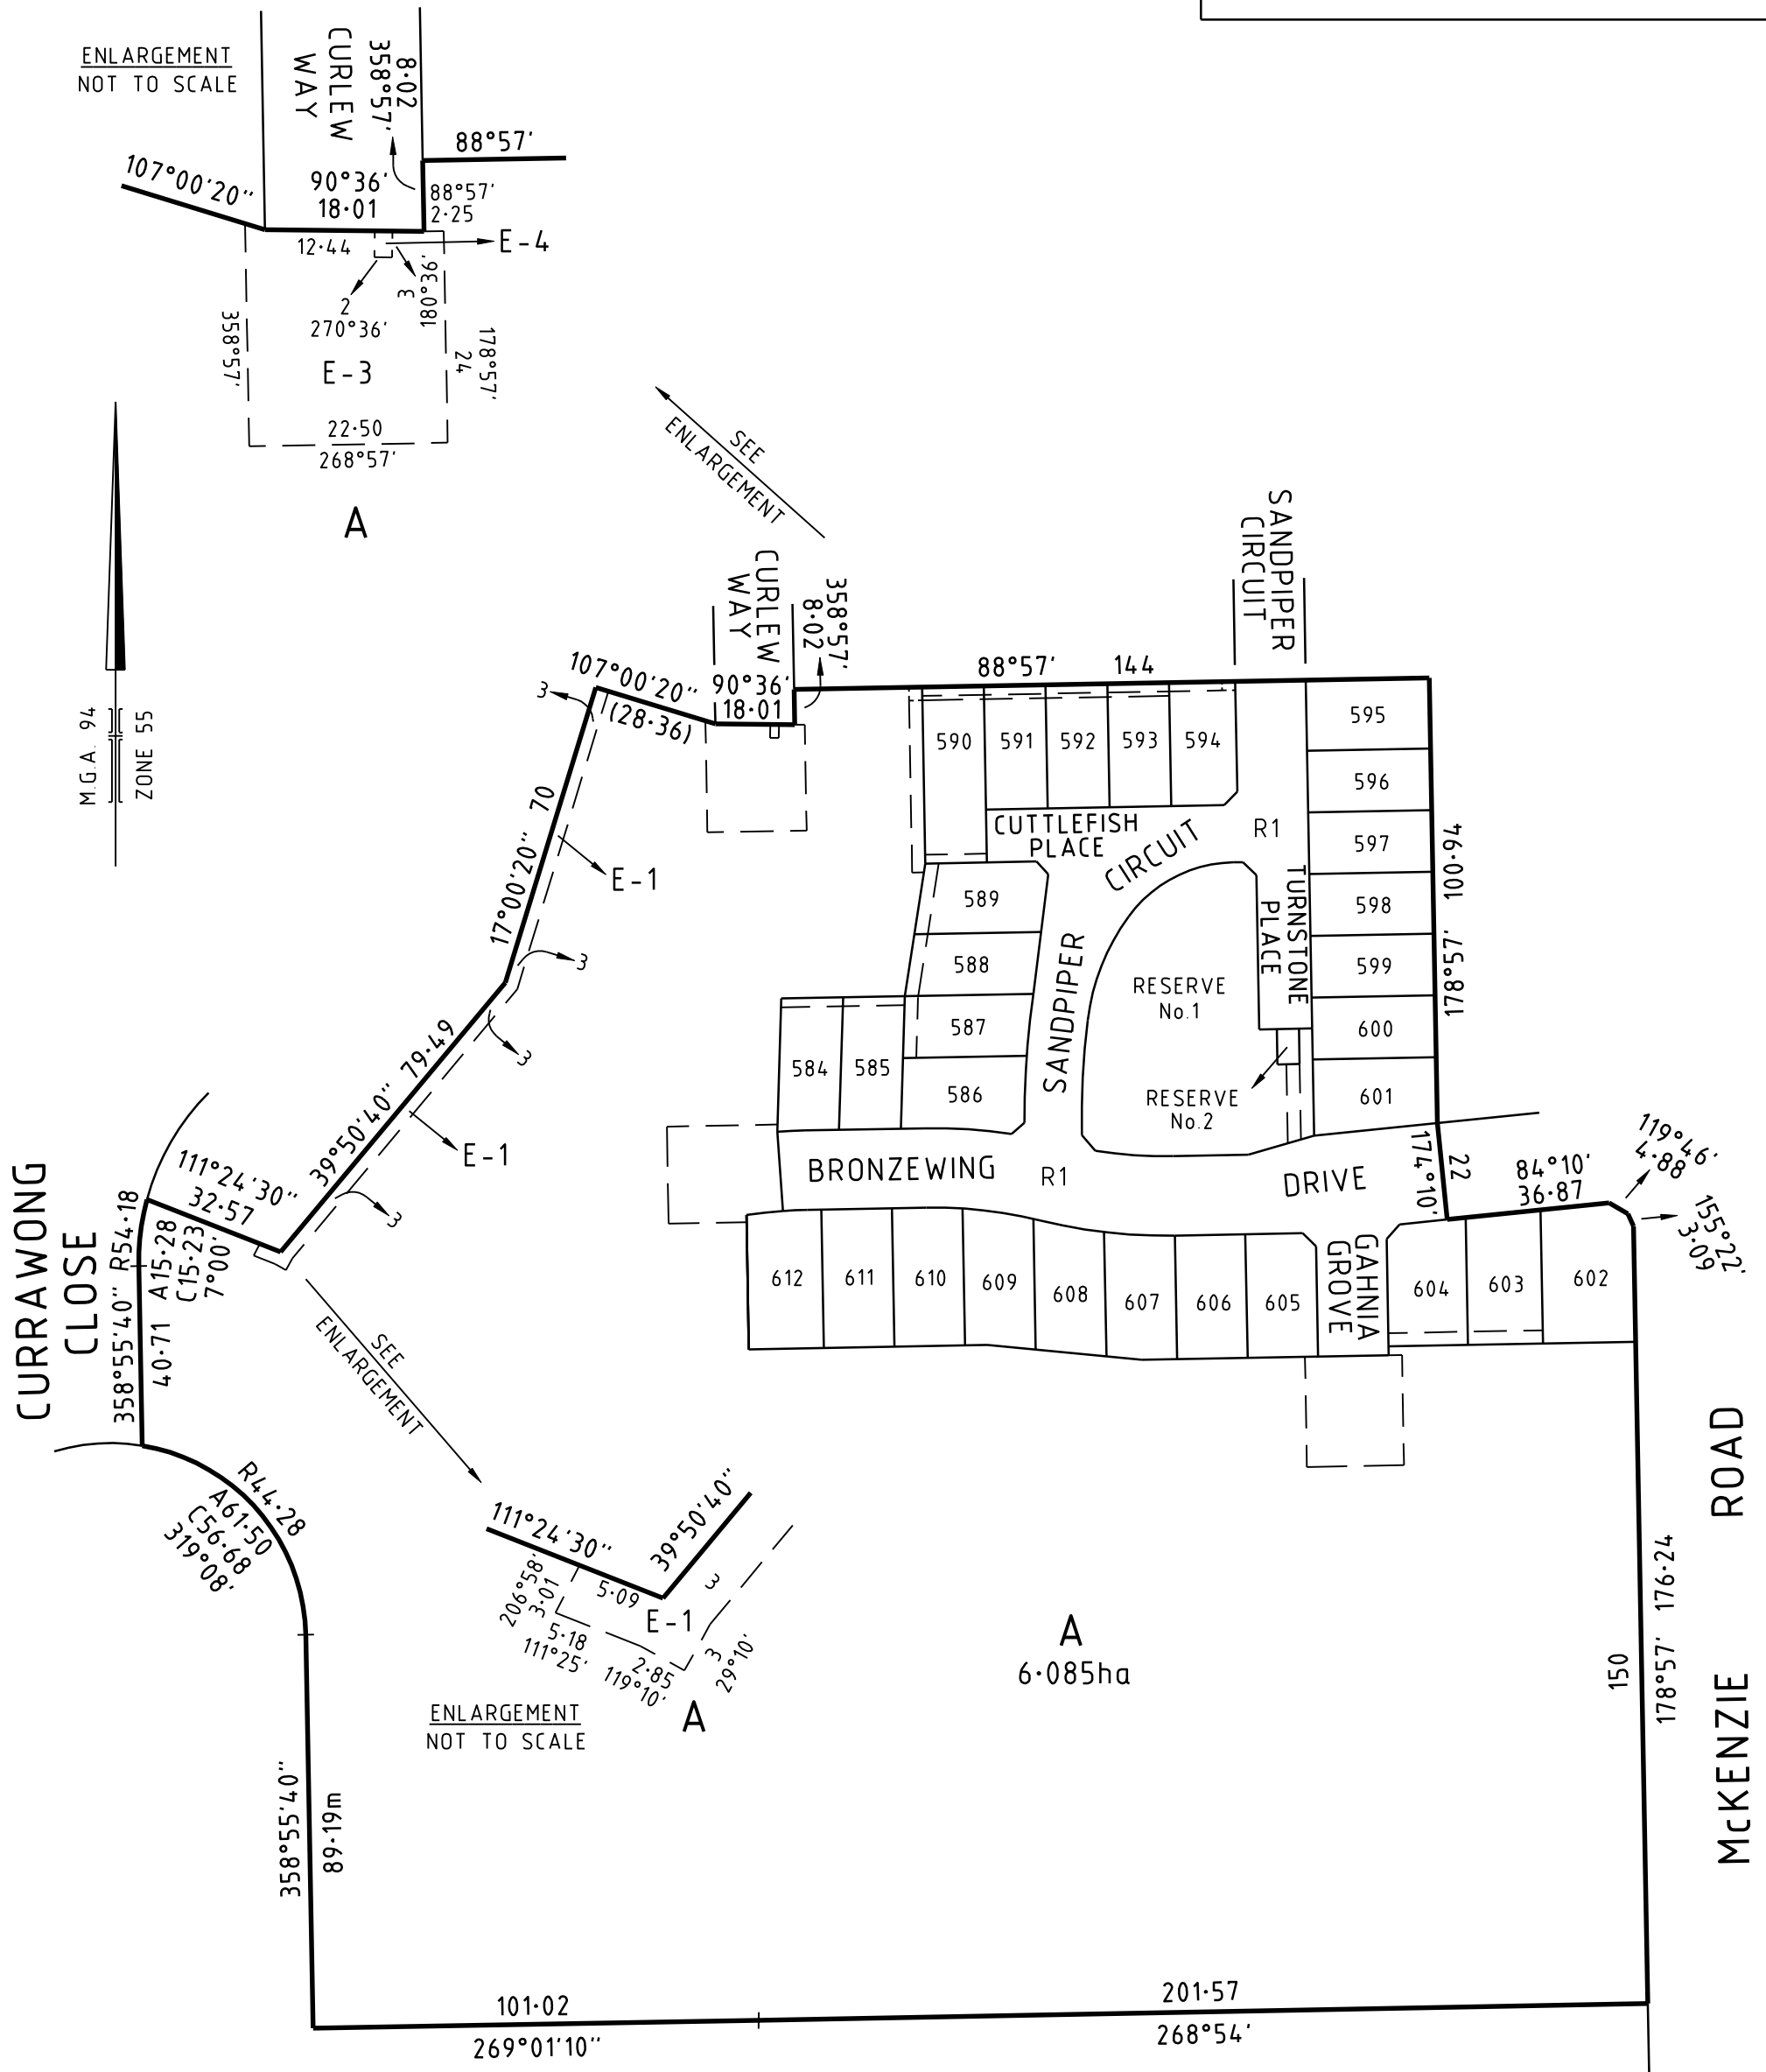 ENLARGEMENT
NOT TO SCALE
CURLEW
WAY
358°57'
8·02
88°57'
107°00'20"
90°36'
18·01
88°57'
2·25
12·44
E-4
2
270°36'
3
180°36'
358°57'
E-3
178°57'
24
22·50
268°57'
A
SEE
ENLARGEMENT
M.G.A. 94
ZONE 55
SANDPIPER
CIRCUIT
CURLEW
WAY
358°57'
8·02
107°00'20"
(28·36)
90°36'
18·01
88°57'
144
3
17°00'20"
70
E-1
3
590
591
592
593
594
595
596
597
598
599
600
601
CUTTLEFISH
PLACE
CIRCUIT
R1
TURNSTONE
PLACE
178°57'
100·94
589
588
587
586
584
585
SANDPIPER
RESERVE
No.1
RESERVE
No.2
39°50'40"
79·49
3
E-1
3
111°24'30"
32·57
CURRAWONG
CLOSE
R54·18
A15·28
C15·23
7°00'
358°55'40"
40·71
BRONZEWING
R1
DRIVE
174°10'
22
84°10'
36·87
119°46'
4·88
155°22'
3·09
612
611
610
609
608
607
606
605
GAHNIA
GROVE
604
603
602
SEE
ENLARGEMENT
R44·28
A61·50
C56·68
319°08'
111°24'30"
39°50'40"
206°58'
3·01
5·09
3
E-1
5·18
111°25'
2·85
119°10'
3
29°10'
A
ENLARGEMENT
NOT TO SCALE
A
6·085ha
150
178°57'
176·24
McKENZIE
ROAD
358°55'40"
89·19m
101·02
269°01'10"
201·57
268°54'